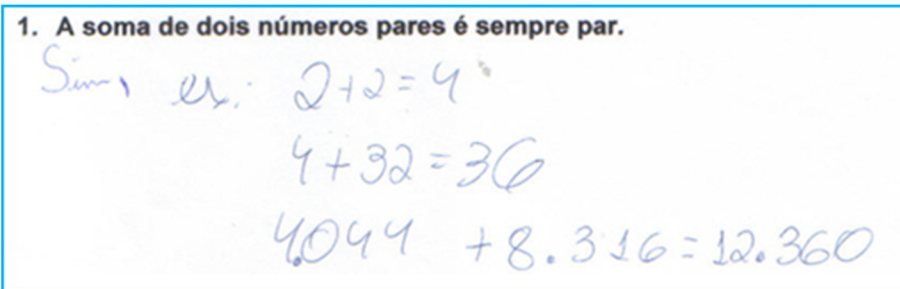 1. A soma de dois números pares é sempre par.
Sim, ex: 2+2=4
4+32=36
4.044 +8.316=12.360